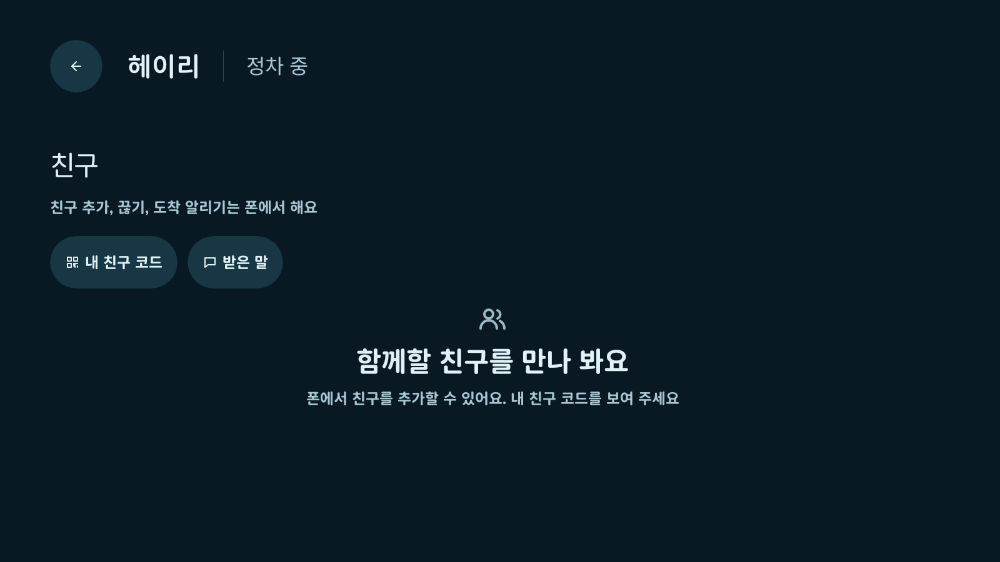 헤이리
정차 중
친구
친구 추가, 끊기, 도착 알리기는 폰에서 해요
내 친구 코드
받은 말
함께할 친구를 만나 봐요
폰에서 친구를 추가할 수 있어요. 내 친구 코드를 보여 주세요